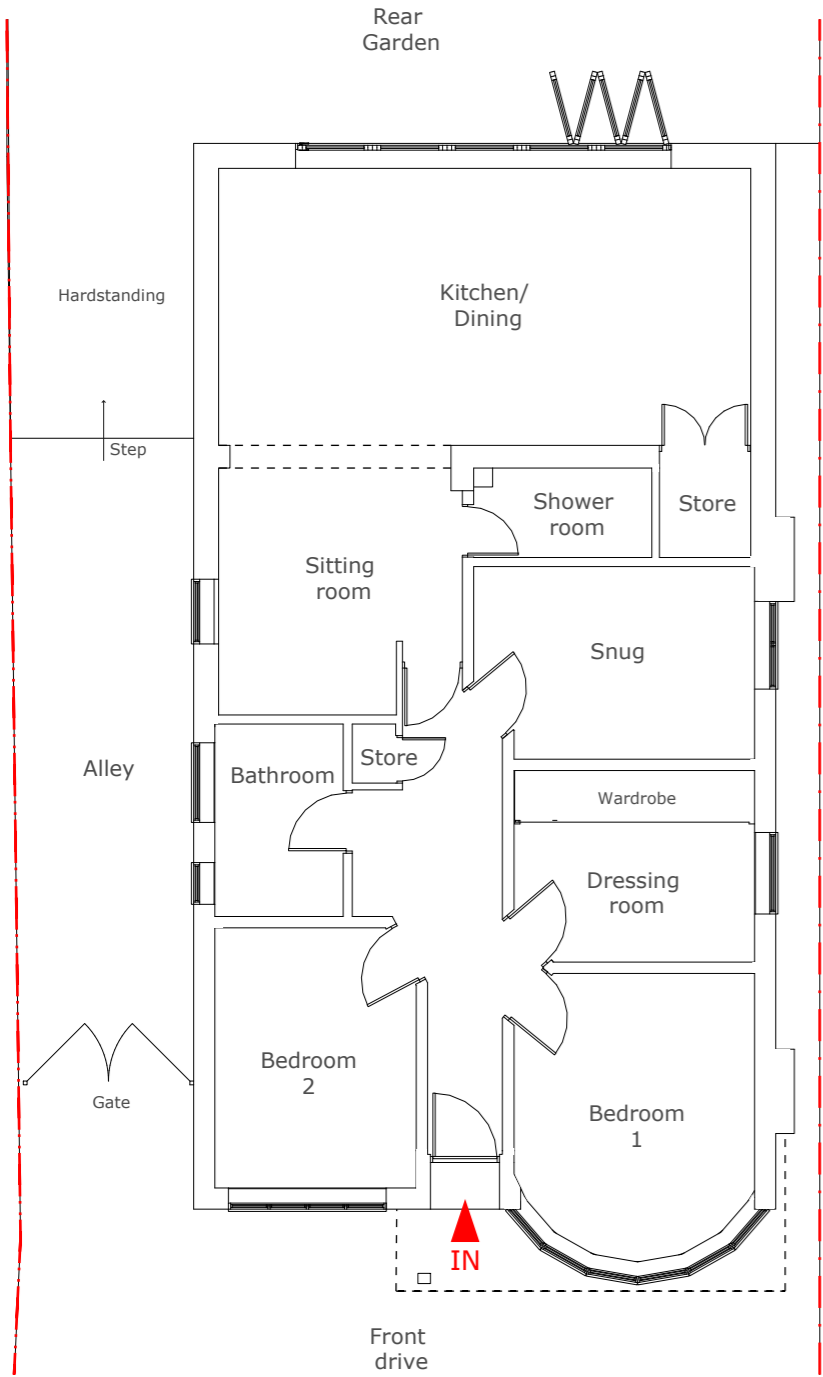 Rear
Garden
Hardstanding
Kitchen/
Dining
Step
Shower
room
Store
Sitting
room
Snug
Alley
Bathroom
Store
Wardrobe
Dressing
room
Bedroom
2
Gate
Bedroom
1
IN
Front
drive